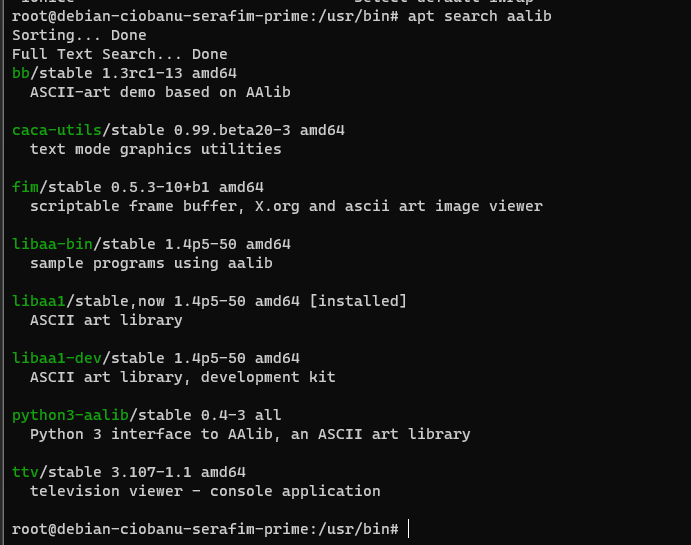 root@debian-ciobanu-serafim-prime:/usr/bin# apt search aalib
Sorting... Done
Full Text Search... Done
bb/stable 1.3rc1-13 amd64
  ASCII-art demo based on AAlib

caca-utils/stable 0.99.beta20-3 amd64
  text mode graphics utilities

fim/stable 0.5.3-10+b1 amd64
  scriptable frame buffer, X.org and ascii art image viewer

libaa-bin/stable 1.4p5-50 amd64
  sample programs using aalib

libaa1/stable,now 1.4p5-50 amd64 [installed]
  ASCII art library

libaa1-dev/stable 1.4p5-50 amd64
  ASCII art library, development kit

python3-aalib/stable 0.4-3 all
  Python 3 interface to AAlib, an ASCII art library

ttv/stable 3.107-1.1 amd64
  television viewer - console application

root@debian-ciobanu-serafim-prime:/usr/bin#